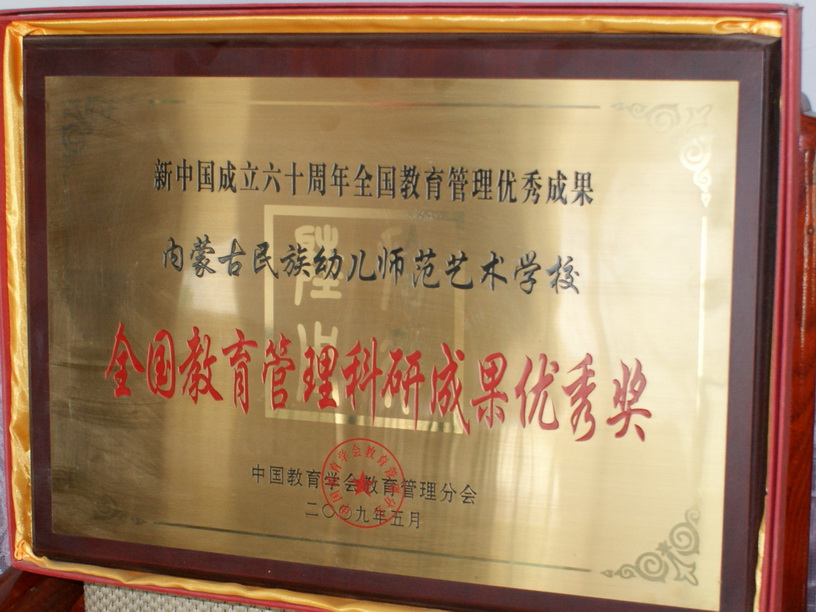 新中国成立六十周年全国教育管理优秀成果
内蒙古民族幼儿师范艺术学校
全国教育管理科研成果优秀奖
中国教育学会教育管理分会
二〇〇九年五月